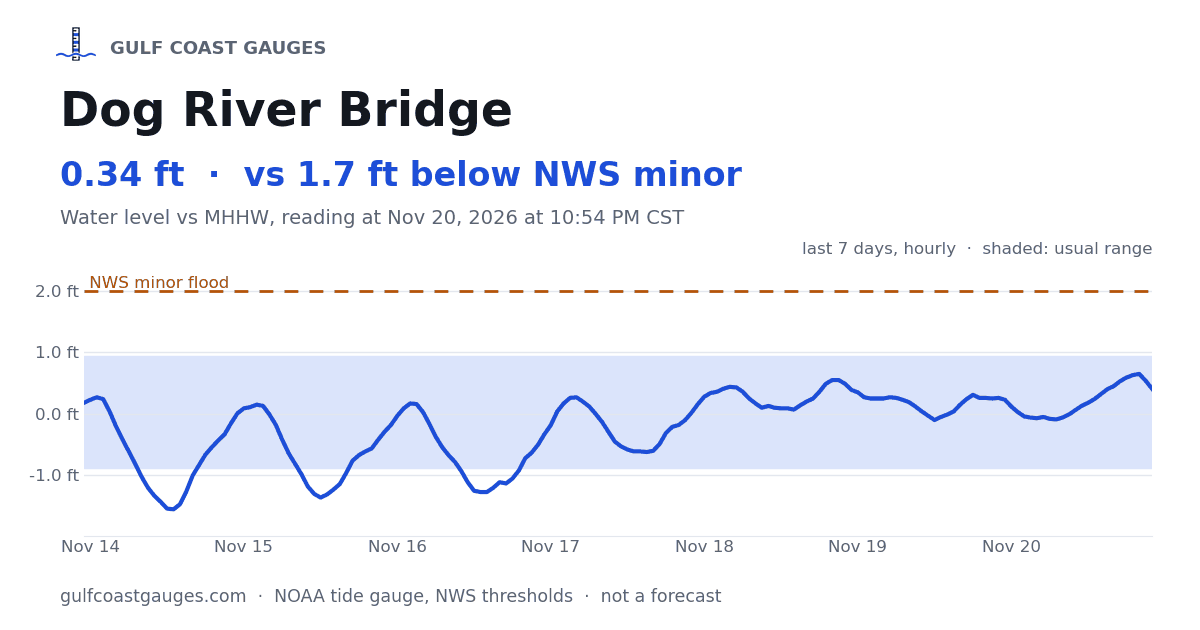 GULF COAST GAUGES
Dog River Bridge
0.34 ft · vs 1.7 ft below NWS minor
Water level vs MHHW, reading at Nov 20, 2026 at 10:54 PM CST
last 7 days, hourly · shaded: usual range
NWS minor flood
2.0 ft
1.0 ft
0.0 ft
-1.0 ft
Nov 14 Nov 15 Nov 16 Nov 17 Nov 18 Nov 19 Nov 20
gulfcoastgauges.com · NOAA tide gauge, NWS thresholds · not a forecast